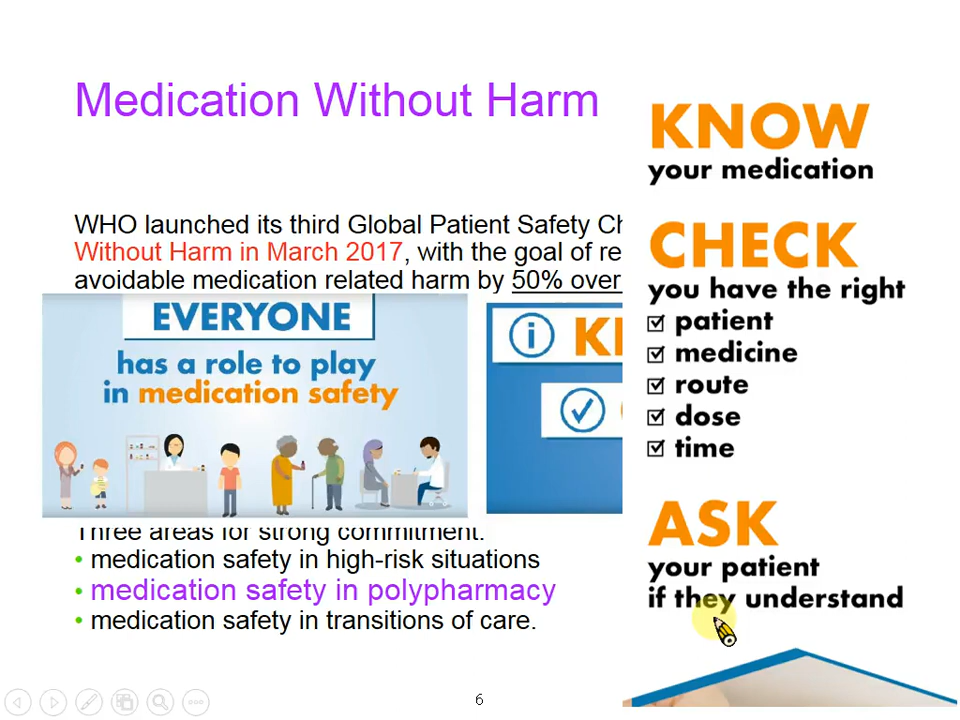 Medication Without Harm
WHO launched its third Global Patient Safety
Without Harm in March 2017, with the goal of
avoidable medication related harm by 50% over
EVERYONE
has a role to play
in medication safety
Three areas for strong commitment:
• medication safety in high-risk situations
• medication safety in polypharmacy
• medication safety in transitions of care.
KNOW
your medication
CHECK
you have the right
patient
medicine
route
dose
time
ASK
your patient
if they understand
6